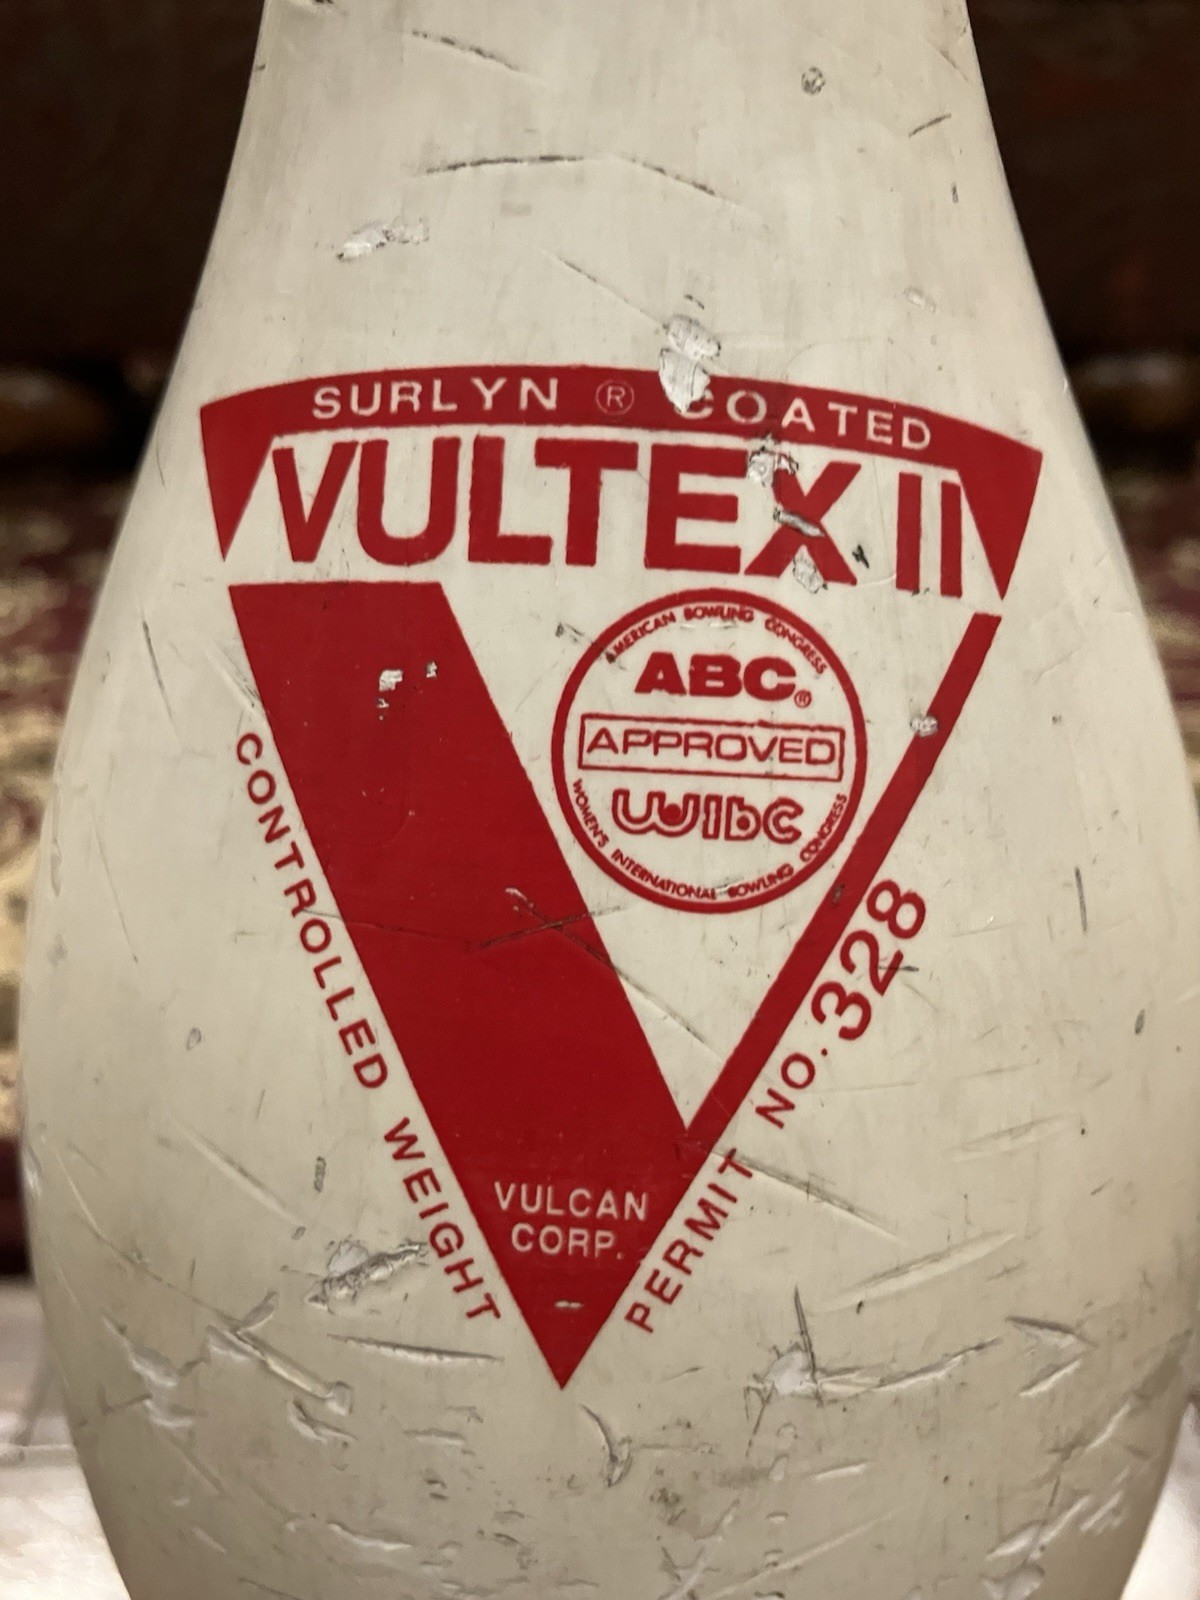 SURLYN ® COATED
VULTEX II
AMERICAN BOWLING CONGRESS
ABC®
APPROVED
WIbC
WOMEN'S INTERNATIONAL BOWLING CONGRESS
CONTROLLED WEIGHT
PERMIT NO. 328
VULCAN
CORP.